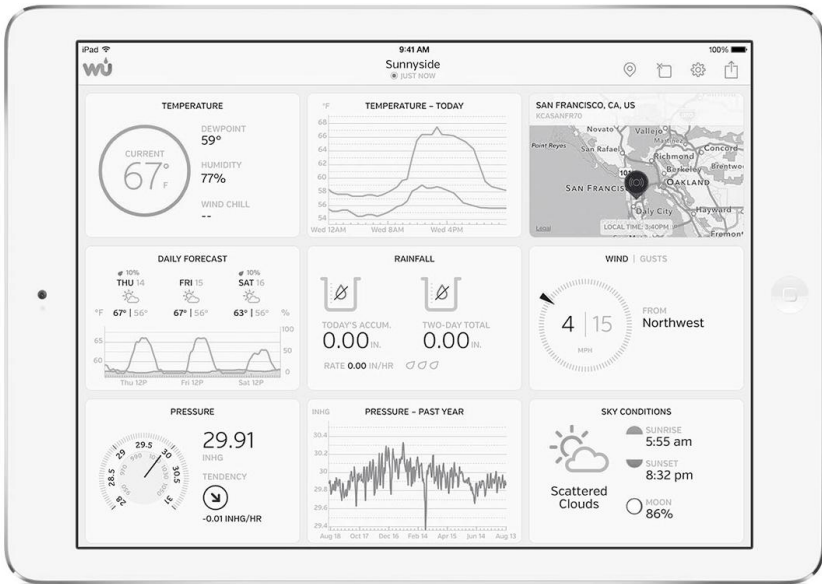 iPad
9:41 AM
100%
wu
Sunnyside
JUST NOW
TEMPERATURE
CURRENT
67°F
DEWPOINT
59°
HUMIDITY
77%
WIND CHILL
--
TEMPERATURE – TODAY
°F
68
66
64
62
60
58
56
54
Wed 12AM Wed 8AM Wed 4PM
SAN FRANCISCO, CA, US
KCASANFR70
Novato
Vallejo
Martinez
Point Reyes
San Rafael
Concord
Richmond
Brentwo
Berkeley
101
SAN FRANCIS
OAKLAND
Daly City
Hayward
Legal
LOCAL TIME: 3:40PM
Fremont
DAILY FORECAST
10% 10%
THU 14 FRI 15 SAT 16
°F 67° | 56° 67° | 56° 63° | 56° %
65
60
100
50
0
Thu 12P Fri 12P Sat 12P
RAINFALL
TODAY'S ACCUM.
0.00 IN.
TWO-DAY TOTAL
0.00 IN.
RATE 0.00 IN/HR
WIND | GUSTS
4 | 15
MPH
FROM
Northwest
PRESSURE
28 28.5 29 29.5 30 30.5 31
29.91
INHG
TENDENCY
-0.01 INHG/HR
PRESSURE – PAST YEAR
INHG
30.4
30.2
30
29.8
29.6
29.4
Aug 18 Oct 17 Dec 16 Feb 14 Apr 15 Jun 14 Aug 13
SKY CONDITIONS
Scattered
Clouds
SUNRISE
5:55 am
SUNSET
8:32 pm
MOON
86%